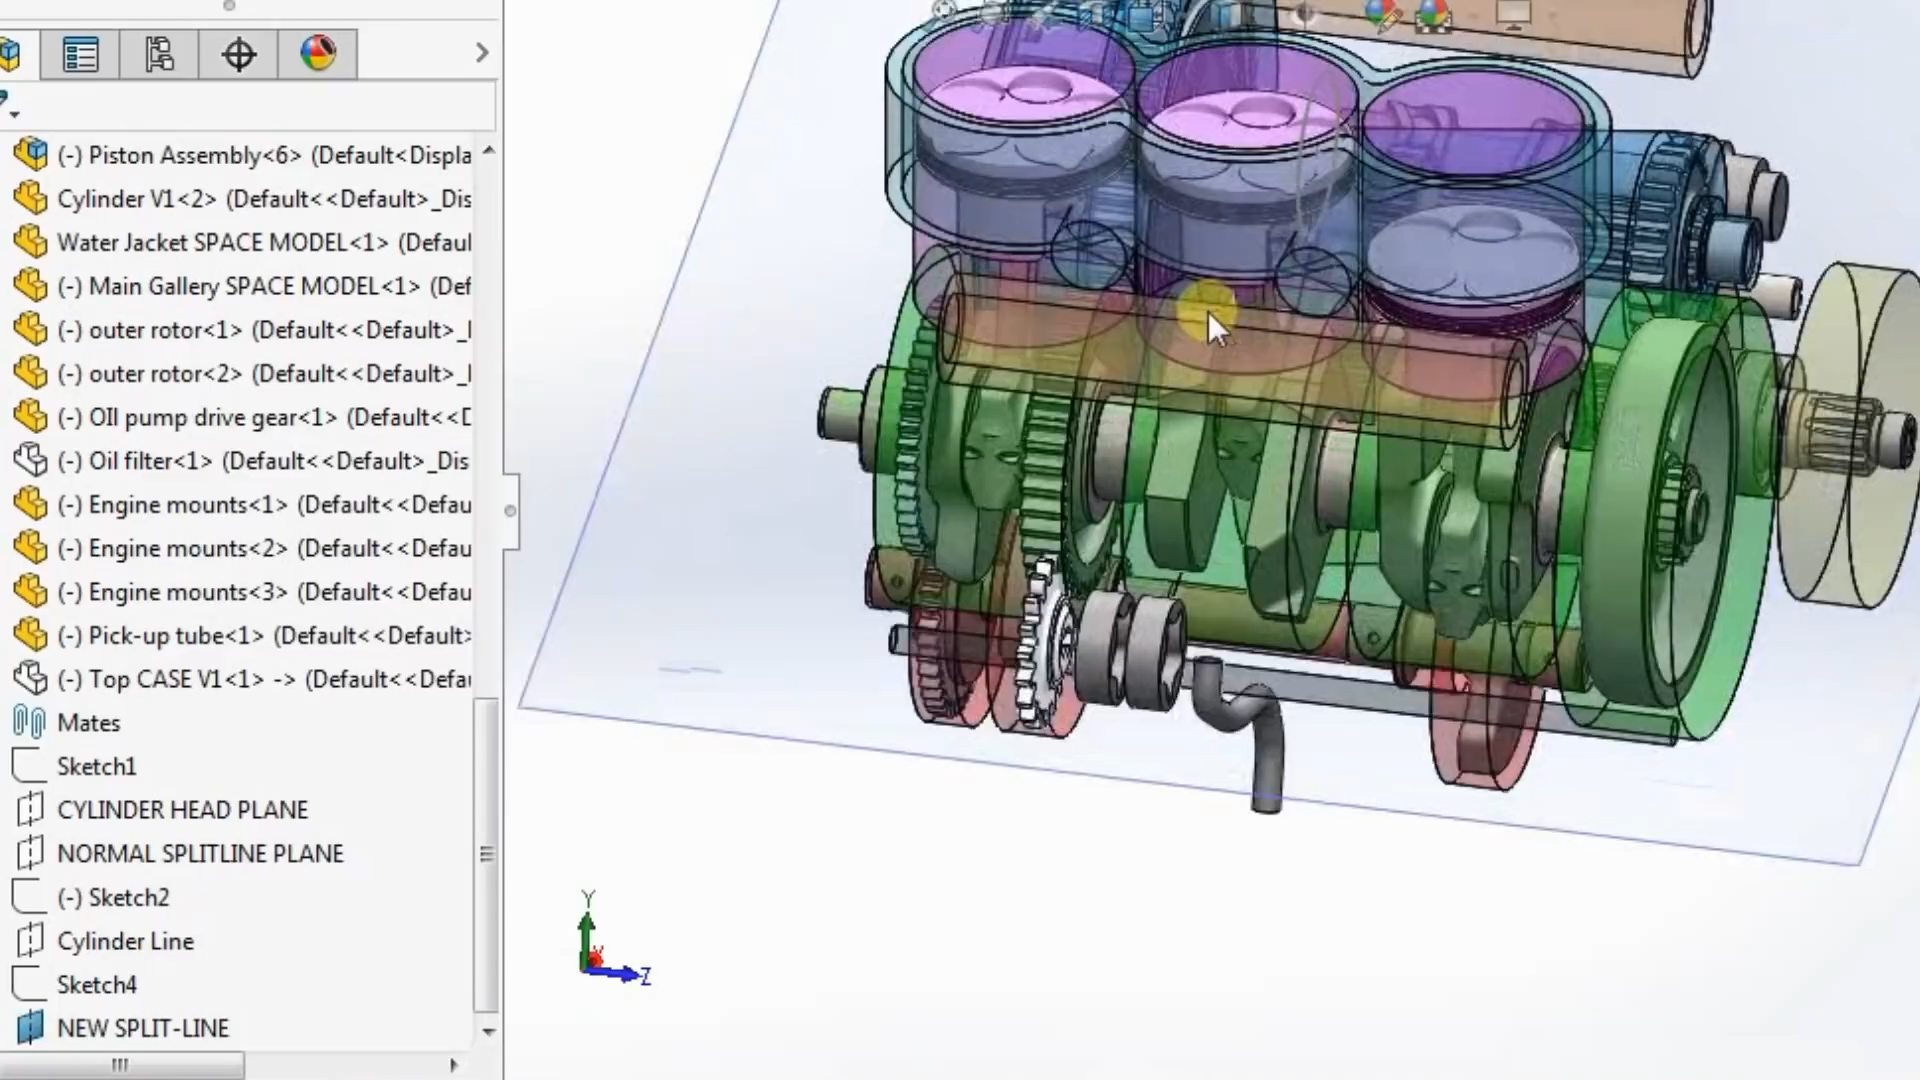 (-) Piston Assembly<6> (Default<Displa
Cylinder V1<2> (Default<<Default>_Dis
Water Jacket SPACE MODEL<1> (Defaul
(-) Main Gallery SPACE MODEL<1> (Def
(-) outer rotor<1> (Default<<Default>_I
(-) outer rotor<2> (Default<<Default>_I
(-) OIl pump drive gear<1> (Default<<D
(-) Oil filter<1> (Default<<Default>_Dis
(-) Engine mounts<1> (Default<<Defau
(-) Engine mounts<2> (Default<<Defau
(-) Engine mounts<3> (Default<<Defau
(-) Pick-up tube<1> (Default<<Default>
(-) Top CASE V1<1> -> (Default<<Defau
Mates
Sketch1
CYLINDER HEAD PLANE
NORMAL SPLITLINE PLANE
(-) Sketch2
Cylinder Line
Sketch4
NEW SPLIT-LINE
Y
Z